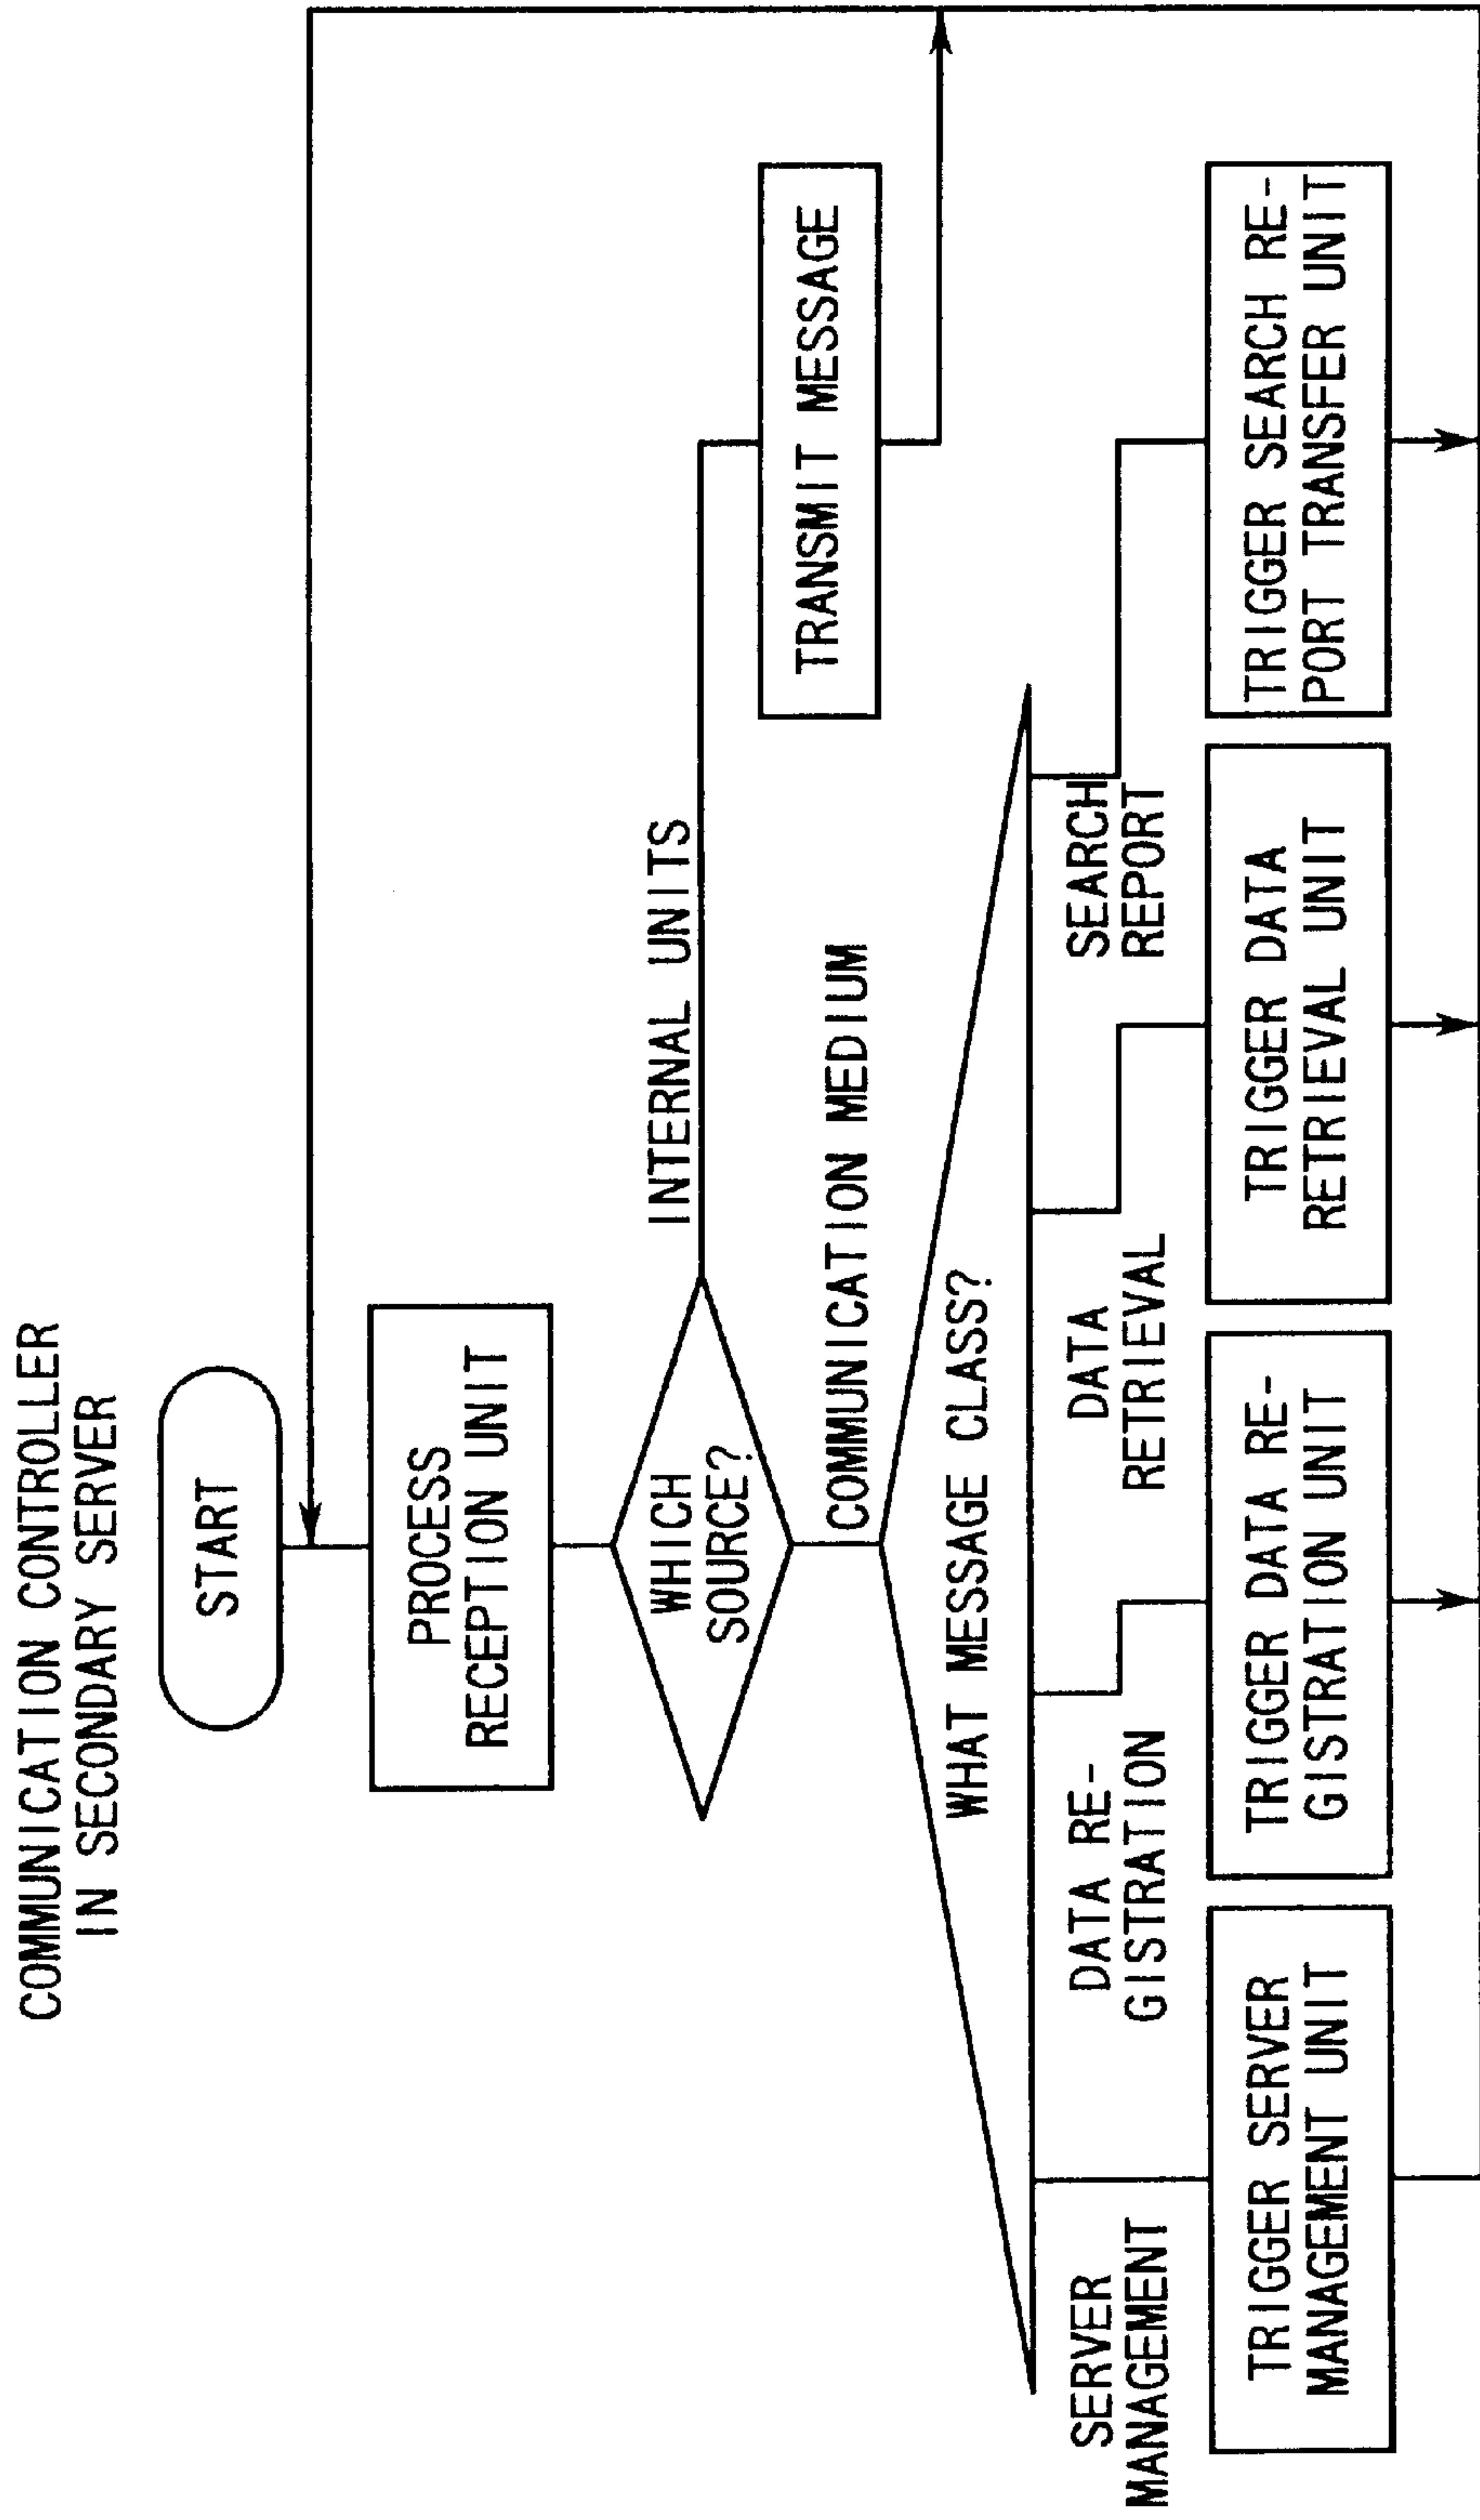 COMMUNICATION CONTROLLER
IN SECONDARY SERVER
START
PROCESS
RECEPTION UNIT
WHICH
SOURCE?
INTERNAL UNITS
TRANSMIT MESSAGE
COMMUNICATION MEDIUM
WHAT MESSAGE CLASS?
SERVER
MANAGEMENT
DATA RE-
GISTRATION
DATA
RETRIEVAL
SEARCH
REPORT
TRIGGER SERVER
MANAGEMENT UNIT
TRIGGER DATA RE-
GISTRATION UNIT
TRIGGER DATA
RETRIEVAL UNIT
TRIGGER SEARCH RE-
PORT TRANSFER UNIT